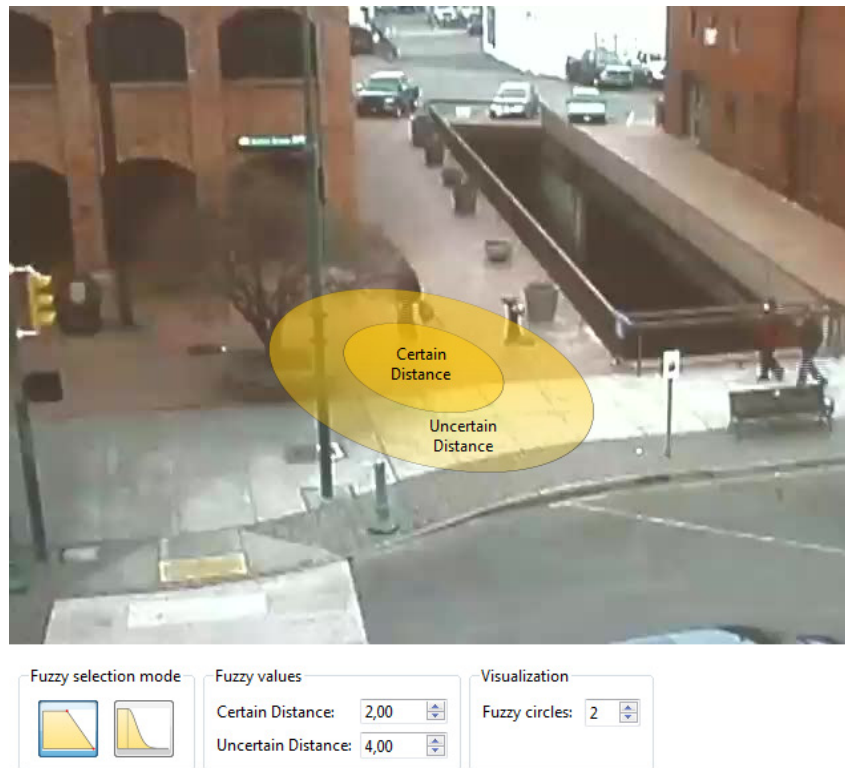 Certain
Distance
Uncertain
Distance
Fuzzy selection mode
Fuzzy values
Certain Distance: 2,00
Uncertain Distance: 4,00
Visualization
Fuzzy circles: 2